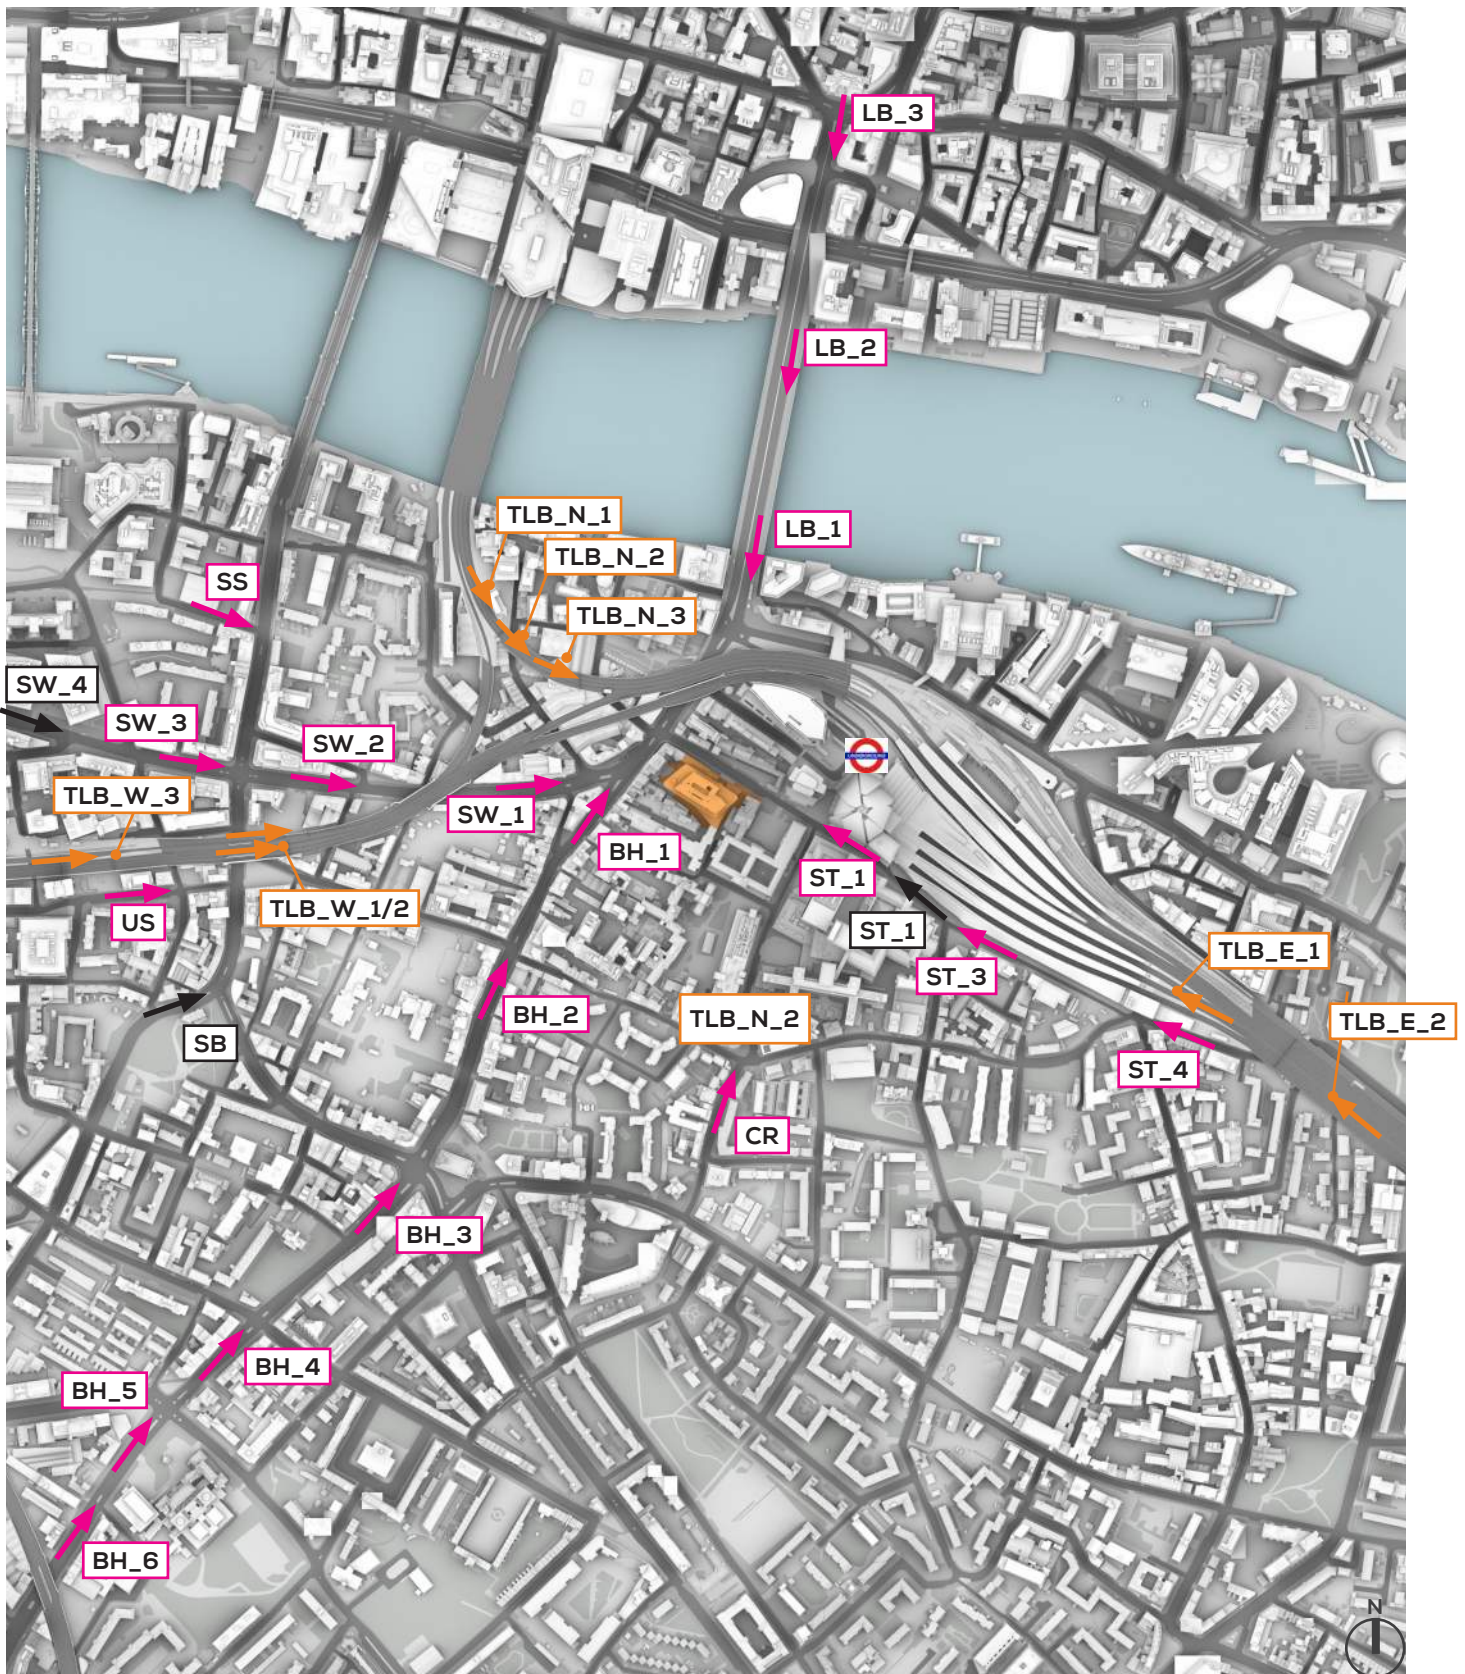 LB_3
LB_2
TLB_N_1
LB_1
TLB_N_2
SS
TLB_N_3
SW_4
SW_3
SW_2
UNDERGROUND
TLB_W_3
SW_1
BH_1
ST_1
TLB_W_1/2
US
ST_1
TLB_E_1
ST_3
BH_2
TLB_N_2
TLB_E_2
SB
ST_4
CR
BH_3
BH_4
BH_5
BH_6
N